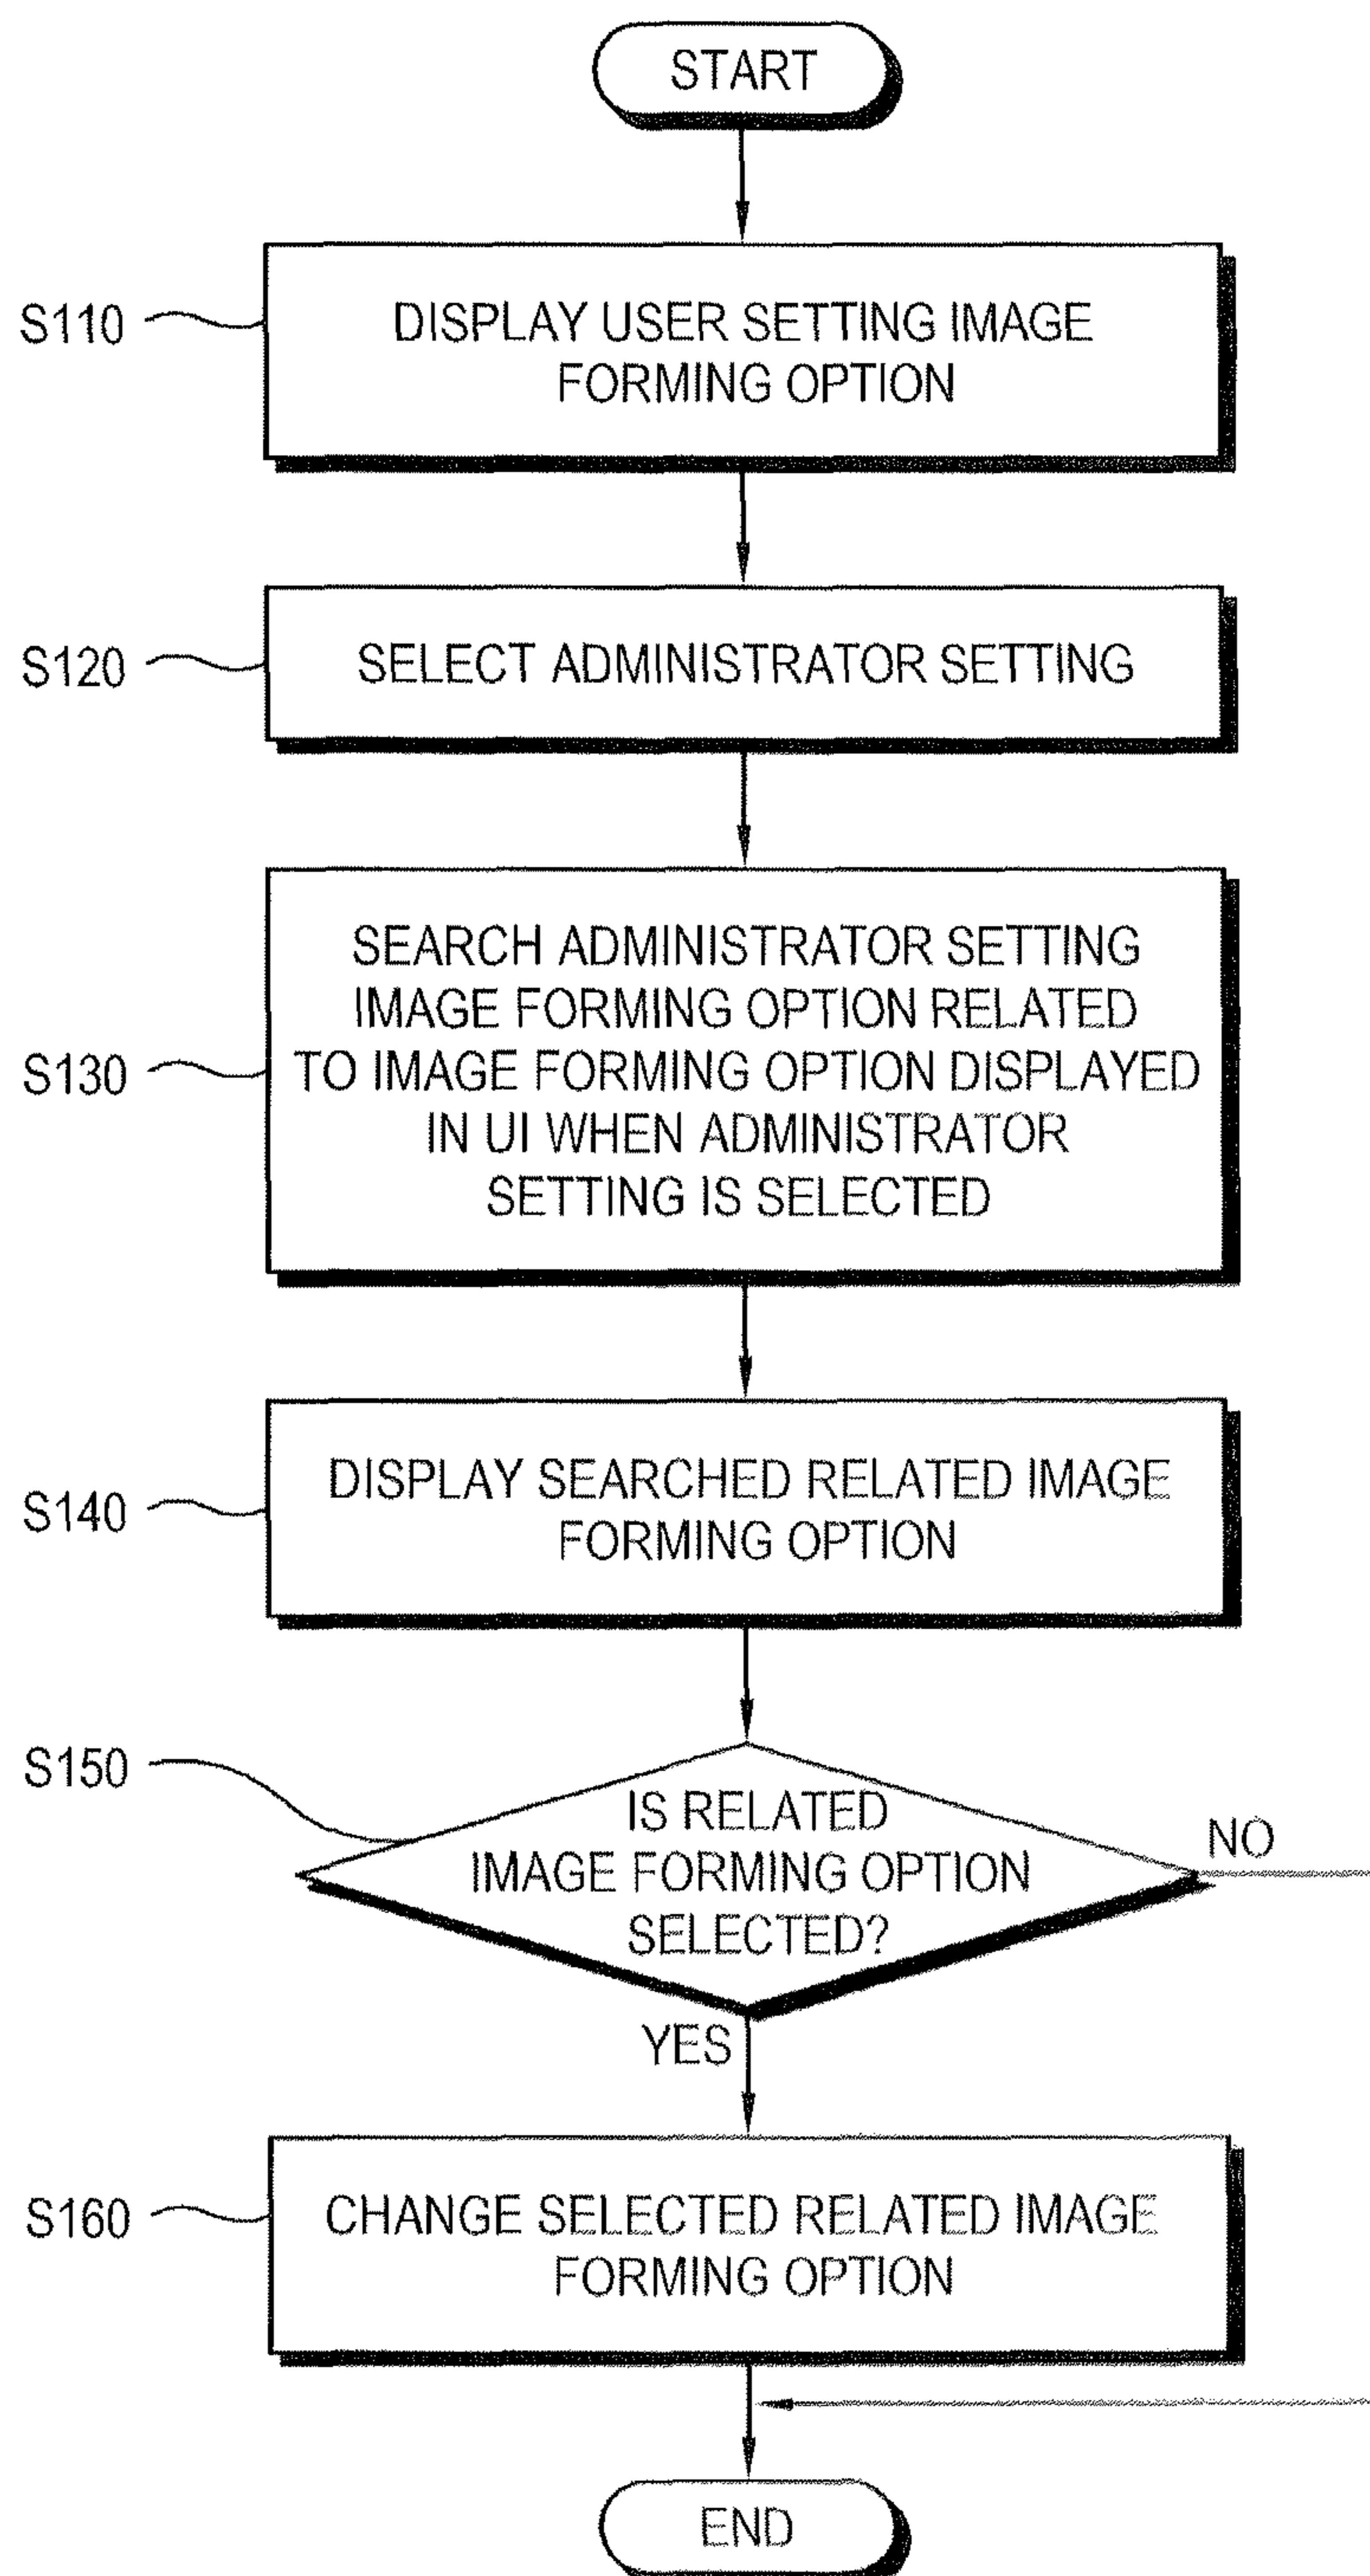 START
S110
DISPLAY USER SETTING IMAGE
FORMING OPTION
S120
SELECT ADMINISTRATOR SETTING
S130
SEARCH ADMINISTRATOR SETTING
IMAGE FORMING OPTION RELATED
TO IMAGE FORMING OPTION DISPLAYED
IN UI WHEN ADMINISTRATOR
SETTING IS SELECTED
S140
DISPLAY SEARCHED RELATED IMAGE
FORMING OPTION
S150
IS RELATED
IMAGE FORMING OPTION
SELECTED?
NO
YES
S160
CHANGE SELECTED RELATED IMAGE
FORMING OPTION
END